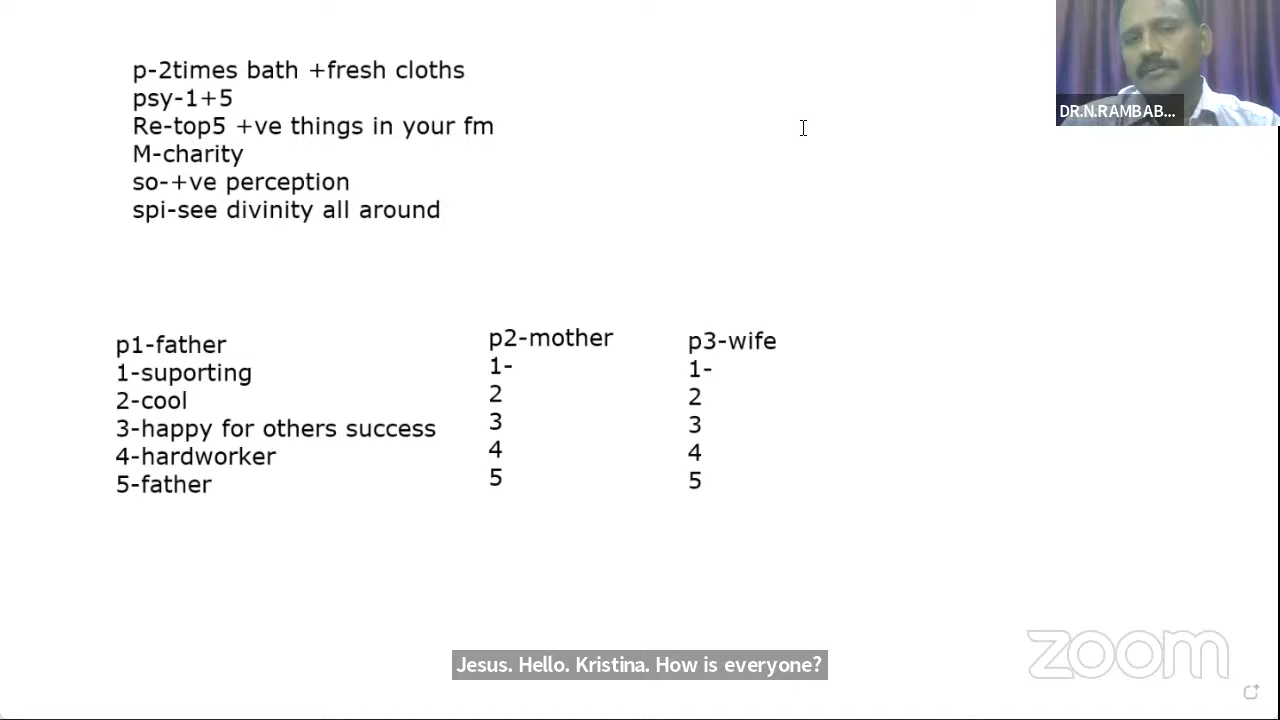 DR.N.RAMBAB...
p-2times bath +fresh cloths
psy-1+5
Re-top5 +ve things in your fm
M-charity
so-+ve perception
spi-see divinity all around
p1-father
1-suporting
2-cool
3-happy for others success
4-hardworker
5-father
p2-mother
1-
2
3
4
5
p3-wife
1-
2
3
4
5
zoom
Jesus. Hello. Kristina. How is everyone?